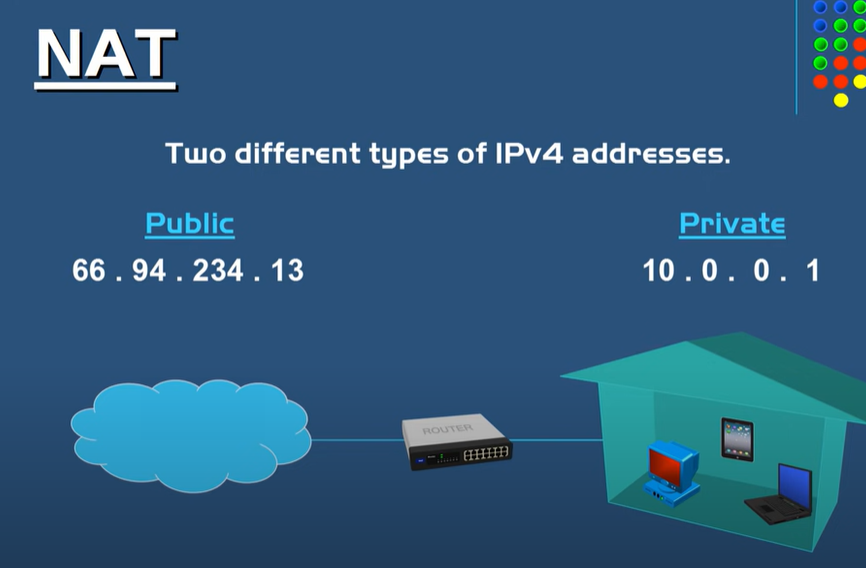 NAT
Two different types of IPv4 addresses.
Public
Private
66 . 94 . 234 . 13
10 . 0 . 0 . 1
ROUTER